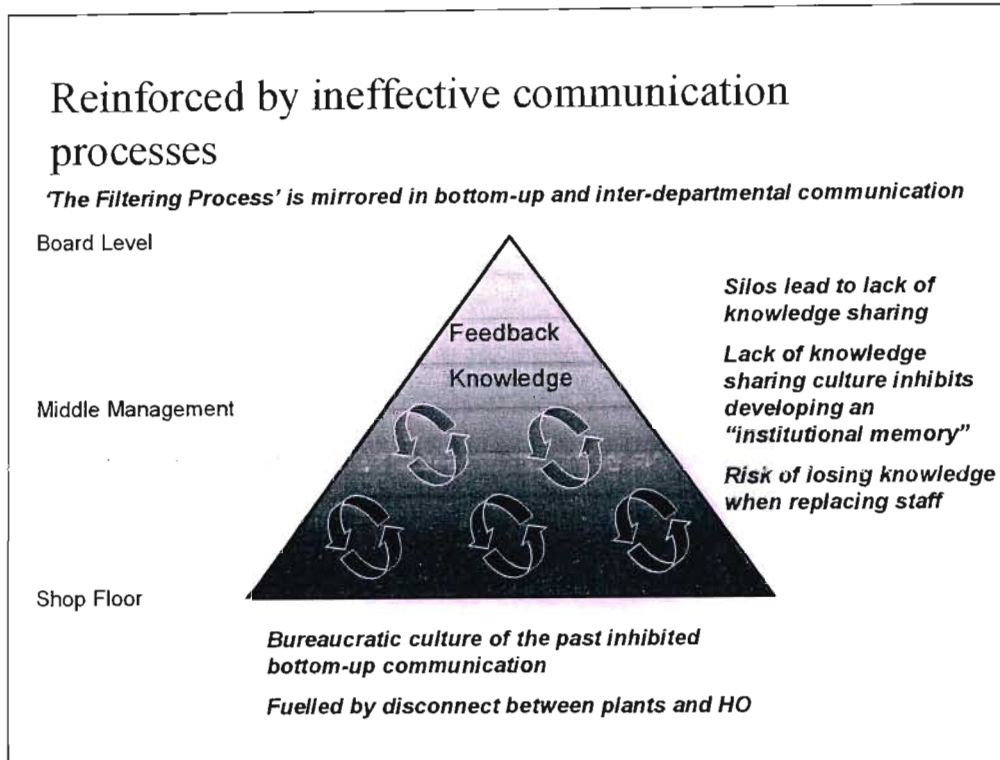 Reinforced by ineffective communication
processes
'The Filtering Process' is mirrored in bottom-up and inter-departmental communication
Board Level
Feedback
Knowledge
Middle Management
Shop Floor
Silos lead to lack of
knowledge sharing
Lack of knowledge
sharing culture inhibits
developing an
"institutional memory"
Risk of losing knowledge
when replacing staff
Bureaucratic culture of the past inhibited
bottom-up communication
Fuelled by disconnect between plants and HO